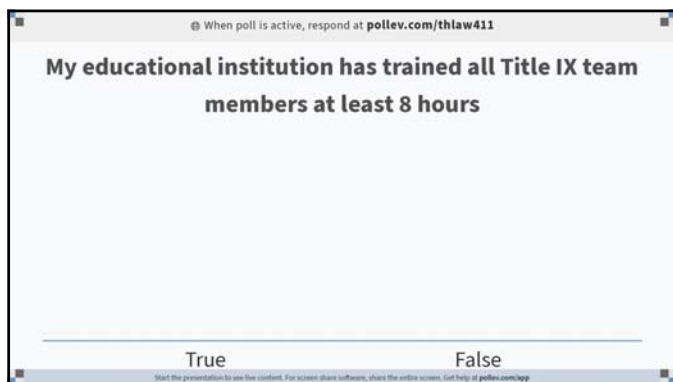 When poll is active, respond at pollev.com/thlaw411
My educational institution has trained all Title IX team
members at least 8 hours
True False
Start the presentation to see live content. For screen share software, share the entire screen. Get help at pollev.com/app